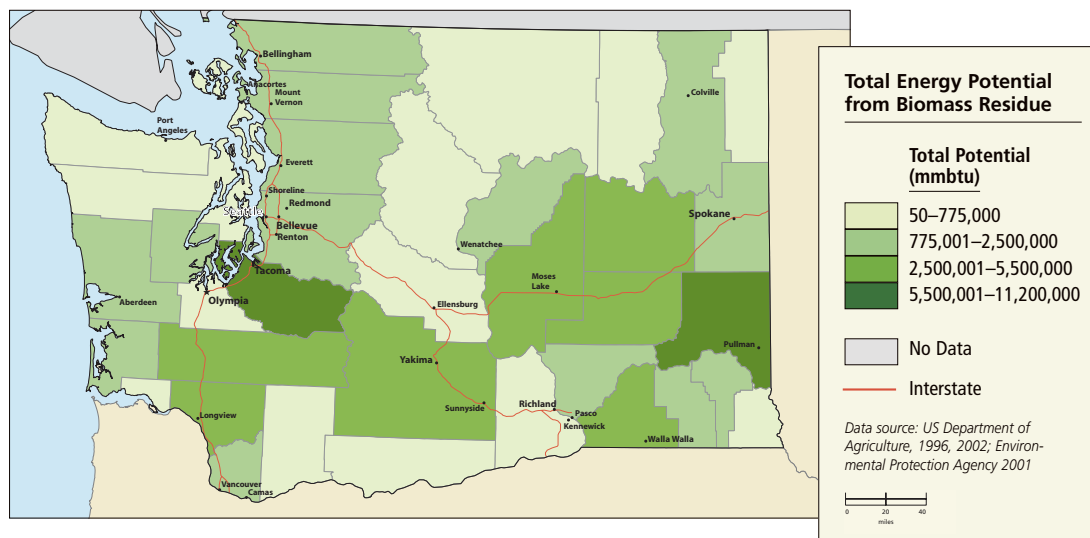 Bellingham
Anacortes
Mount
Vernon
Port
Angeles
Everett
Shoreline
Redmond
Seattle
Bellevue
Renton
Tacoma
Olympia
Aberdeen
Longview
Vancouver
Camas
Wenatchee
Ellensburg
Moses
Lake
Yakima
Sunnyside
Richland
Pasco
Kennewick
Walla Walla
Colville
Spokane
Pullman
Total Energy Potential
from Biomass Residue
Total Potential
(mmbtu)
50–775,000
775,001–2,500,000
2,500,001–5,500,000
5,500,001–11,200,000
No Data
Interstate
Data source: US Department of
Agriculture, 1996, 2002; Environ-
mental Protection Agency 2001
0 20 40
miles